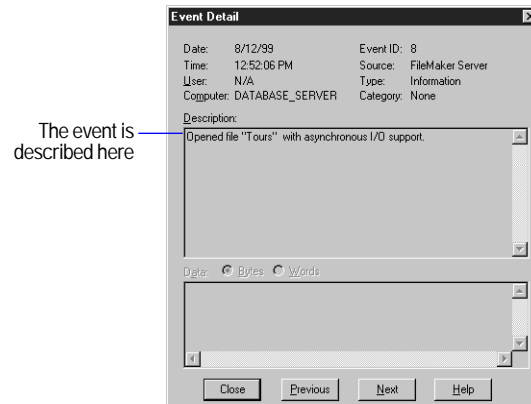 Event Detail
Date: 8/12/99 Event ID: 8
Time: 12:52:06 PM Source: FileMaker Server
User: N/A Type: Information
Computer: DATABASE_SERVER Category: None
Description:
The event is
described here
Opened file "Tours" with asynchronous I/O support.
Data: Bytes Words
Close Previous Next Help